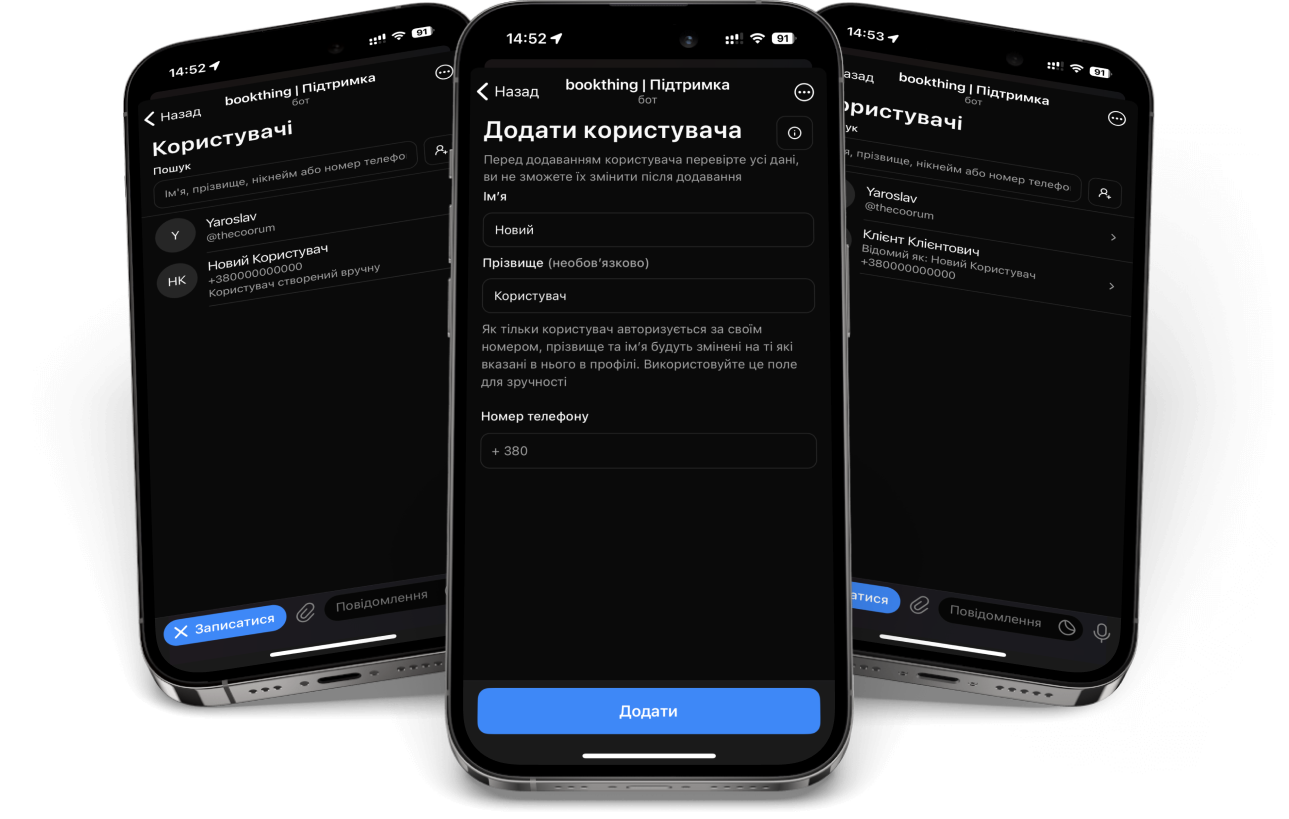 14:52
91
bookthing | Підтримка
бот
Назад
Користувачі
Пошук
Ім'я, прізвище, нікнейм або номер телефо
Y
Yaroslav
@thecoorum
НК
Новий Користувач
+380000000000
Користувач створений вручну
Записатися
Повідомлення
14:52
91
Назад
bookthing | Підтримка
бот
Додати користувача
Перед додаванням користувача перевірте усі дані,
ви не зможете їх змінити після додавання
Ім’я
Новий
Прізвище (необов’язково)
Користувач
Як тільки користувач авторизується за своїм
номером, прізвище та ім’я будуть змінені на ті які
вказані в нього в профілі. Використовуйте це поле
для зручності
Номер телефону
+ 380
Додати
14:53
91
азад
bookthing | Підтримка
бот
ористувачі
ук
я, прізвище, нікнейм або номер телефо
Yaroslav
@thecoorum
Клієнт Клієнтович
Відомий як: Новий Користувач
+380000000000
атися
Повідомлення